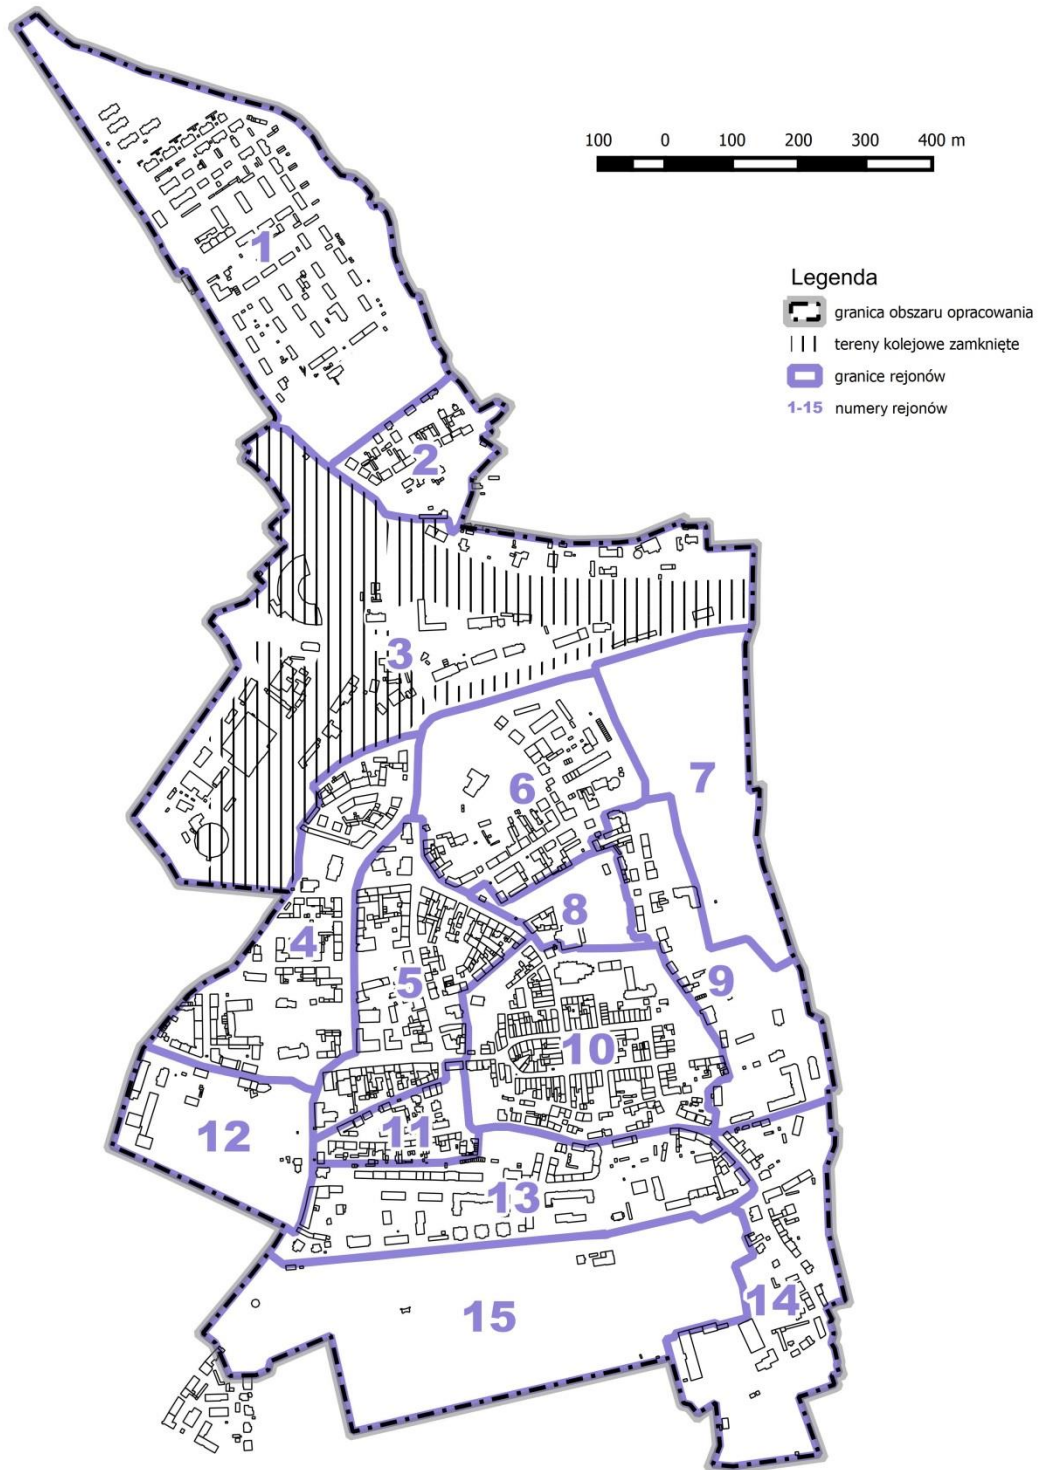 100 0 100 200 300 400 m
Legenda
granica obszaru opracowania
tereny kolejowe zamknięte
granice rejonów
1-15 numery rejonów
1
2
3
6
7
8
4
5
9
10
11
12
13
14
15